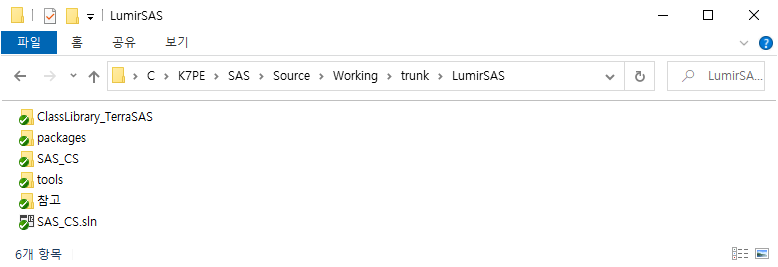 LumirSAS
파일 홈 공유 보기
C K7PE SAS Source Working trunk LumirSAS LumirSA...
ClassLibrary_TerraSAS
packages
SAS_CS
tools
참고
SAS_CS.sln
6개 항목